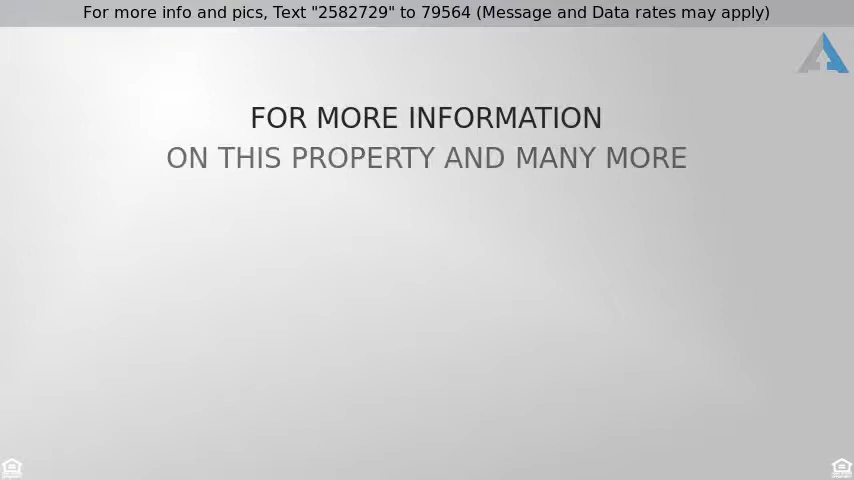 For more info and pics, Text "2582729" to 79564 (Message and Data rates may apply)
FOR MORE INFORMATION
ON THIS PROPERTY AND MANY MORE